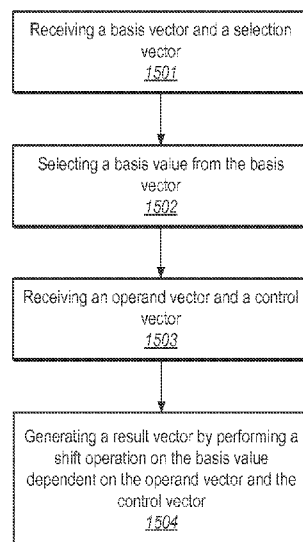 Receiving a basis vector and a selection
vector
1501
Selecting a basis value from the basis
vector
1502
Receiving an operand vector and a control
vector
1503
Generating a result vector by performing a
shift operation on the basis value
dependent on the operand vector and the
control vector
1504